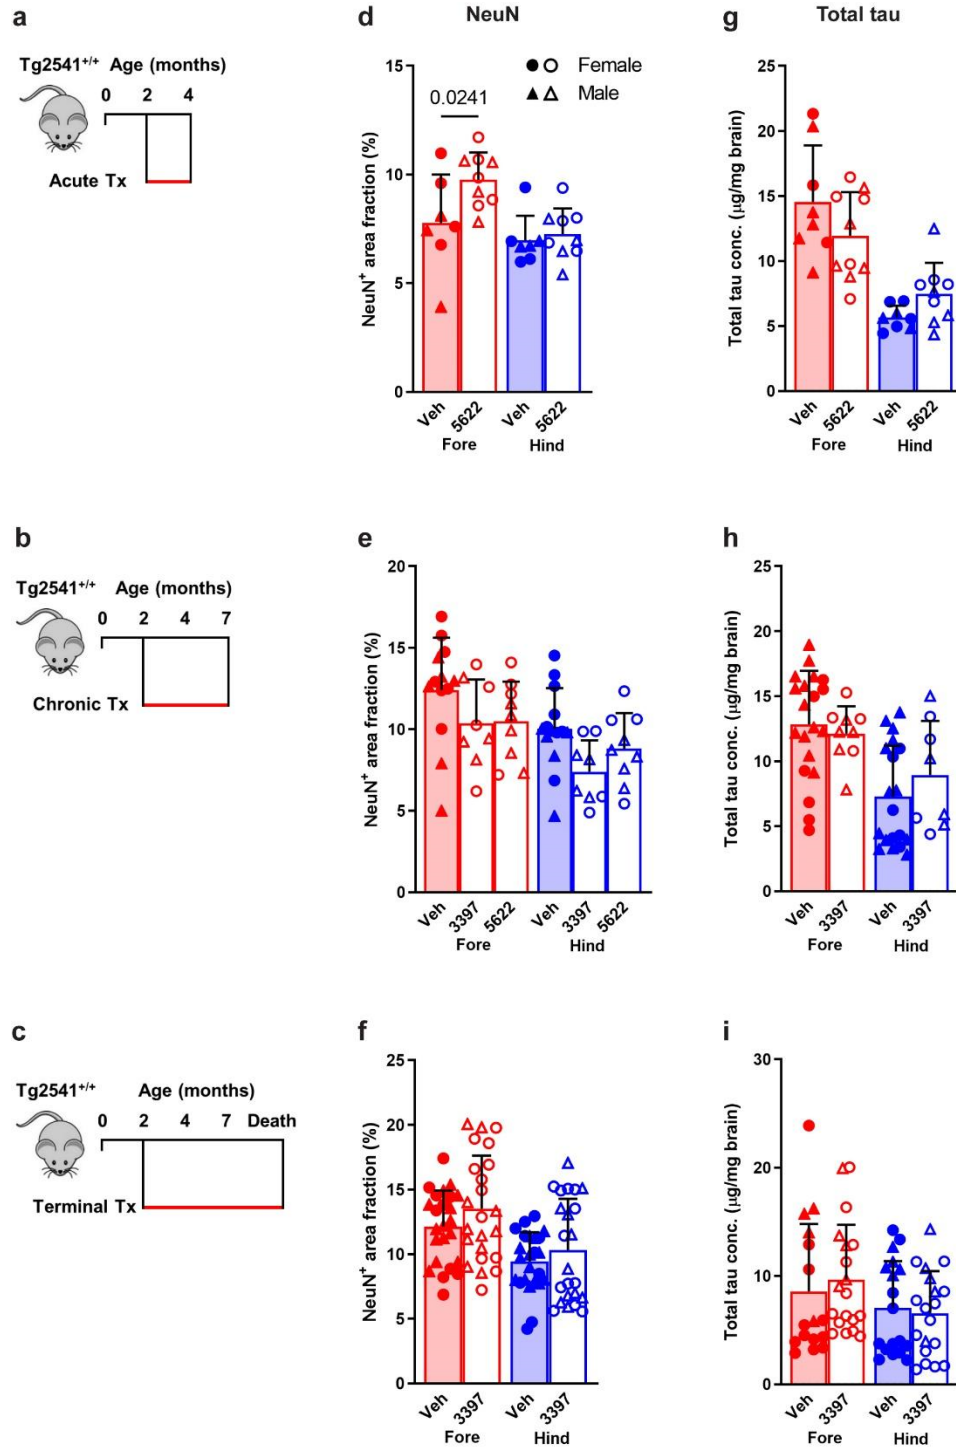 a
Tg2541+/+ Age (months)
0 2 4
Acute Tx
d
NeuN
Female
Male
0.0241
NeuN+ area fraction (%)
15
10
5
0
Veh 5622 Veh 5622
Fore Hind
g
Total tau
Total tau conc. (µg/mg brain)
25
20
15
10
5
0
Veh 5622 Veh 5622
Fore Hind
b
Tg2541+/+ Age (months)
0 2 4 7
Chronic Tx
e
NeuN+ area fraction (%)
20
15
10
5
0
Veh 3397 5622 Veh 3397 5622
Fore Hind
h
Total tau conc. (µg/mg brain)
25
20
15
10
5
0
Veh 3397 Veh 3397
Fore Hind
c
Tg2541+/+ Age (months)
0 2 4 7 Death
Terminal Tx
f
NeuN+ area fraction (%)
25
20
15
10
5
0
Veh 3397 Veh 3397
Fore Hind
i
Total tau conc. (µg/mg brain)
30
20
10
0
Veh 3397 Veh 3397
Fore Hind